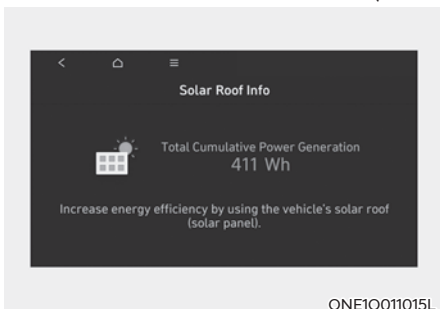 Solar Roof Info
Total Cumulative Power Generation
411 Wh
Increase energy efficiency by using the vehicle's solar roof
(solar panel).
ONE1Q011015L